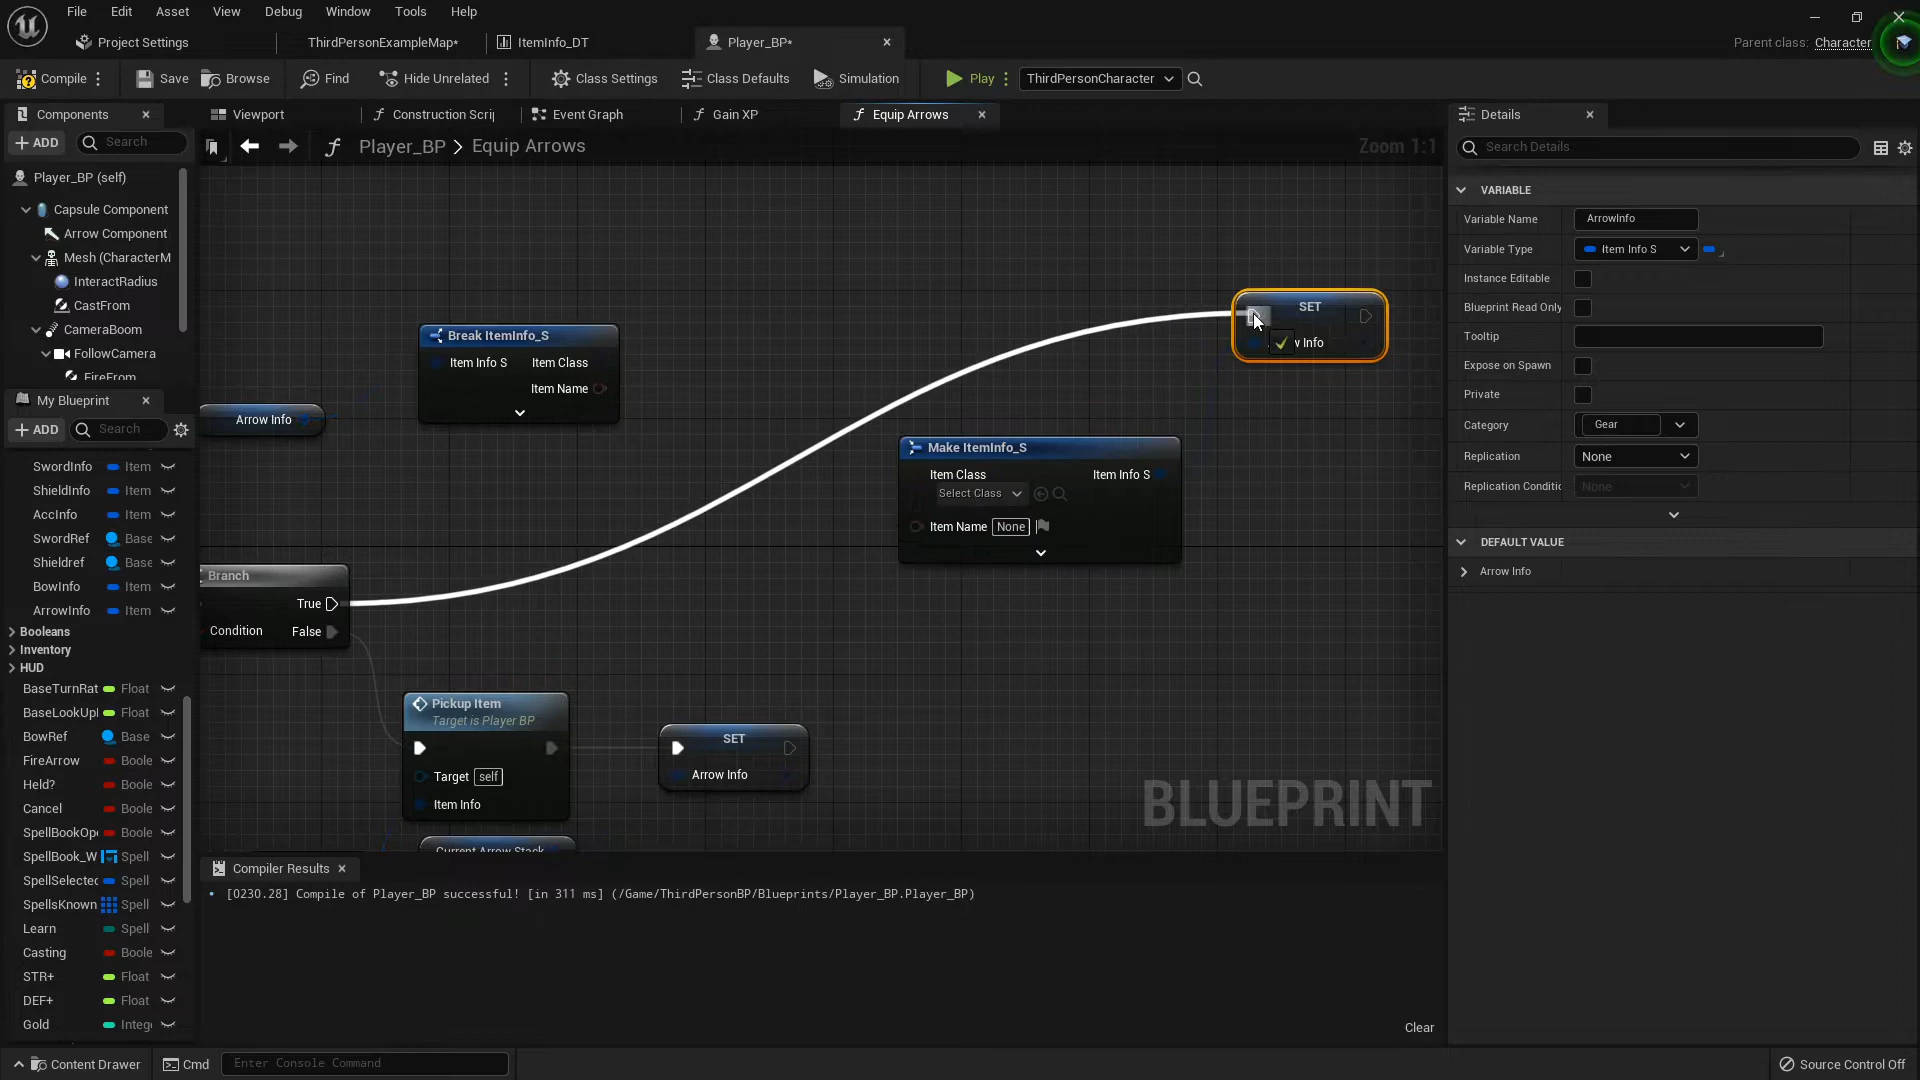 File Edit Asset View Debug Window Tools Help
Project Settings ThirdPersonExampleMap* ItemInfo_DT Player_BP* Parent class: Character
Compile Save Browse Find Hide Unrelated Class Settings Class Defaults Simulation Play ThirdPersonCharacter
Components Viewport Construction Scrip Event Graph Gain XP Equip Arrows Details
ADD Search Player_BP > Equip Arrows Zoom 1:1 Search Details
Player_BP (self)
Capsule Component
Arrow Component
Mesh (CharacterM
InteractRadius
CastFrom
CameraBoom
FollowCamera
FireFrom
My Blueprint
ADD Search
SwordInfo Item
ShieldInfo Item
AccInfo Item
SwordRef Base
Shieldref Base
BowInfo Item
ArrowInfo Item
Booleans
Inventory
HUD
BaseTurnRat Float
BaseLookUp Float
BowRef Base
FireArrow Boole
Held? Boole
Cancel Boole
SpellBookOp Boole
SpellBook_W Spell
SpellSelected Spell
SpellsKnown Spell
Learn Spell
Casting Boole
STR+ Float
DEF+ Float
Gold Integ
Arrow Info
Break ItemInfo_S
Item Info S Item Class
Item Name
SET
w Info
Make ItemInfo_S
Item Class Item Info S
Select Class
Item Name None
Branch
True
Condition False
Pickup Item
Target is Player BP
Target self
Item Info
SET
Arrow Info
Current Arrow Stack
BLUEPRINT
VARIABLE
Variable Name ArrowInfo
Variable Type Item Info S
Instance Editable
Blueprint Read Only
Tooltip
Expose on Spawn
Private
Category Gear
Replication None
Replication Conditic None
DEFAULT VALUE
Arrow Info
Compiler Results
• [0230.28] Compile of Player_BP successful! [in 311 ms] (/Game/ThirdPersonBP/Blueprints/Player_BP.Player_BP)
Clear
Content Drawer Cmd Enter Console Command Source Control Off